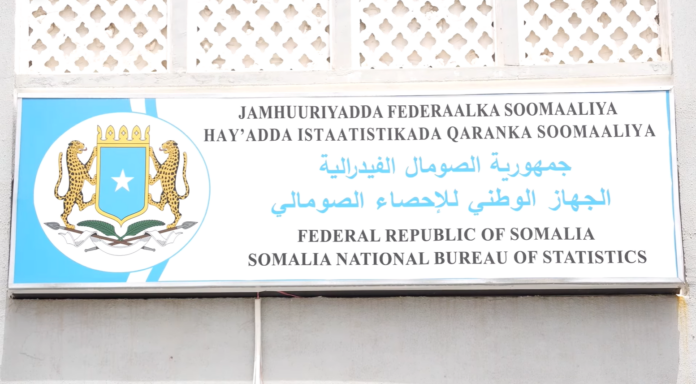 JAMHUURIYADDA FEDERAALKA SOOMAALIYA
HAY'ADDA ISTAATISTIKADA QARANKA SOOMAALIYA
جمهورية الصومال الفيدرالية
الجهاز الوطني للإحصاء الصومالي
FEDERAL REPUBLIC OF SOMALIA
SOMALIA NATIONAL BUREAU OF STATISTICS